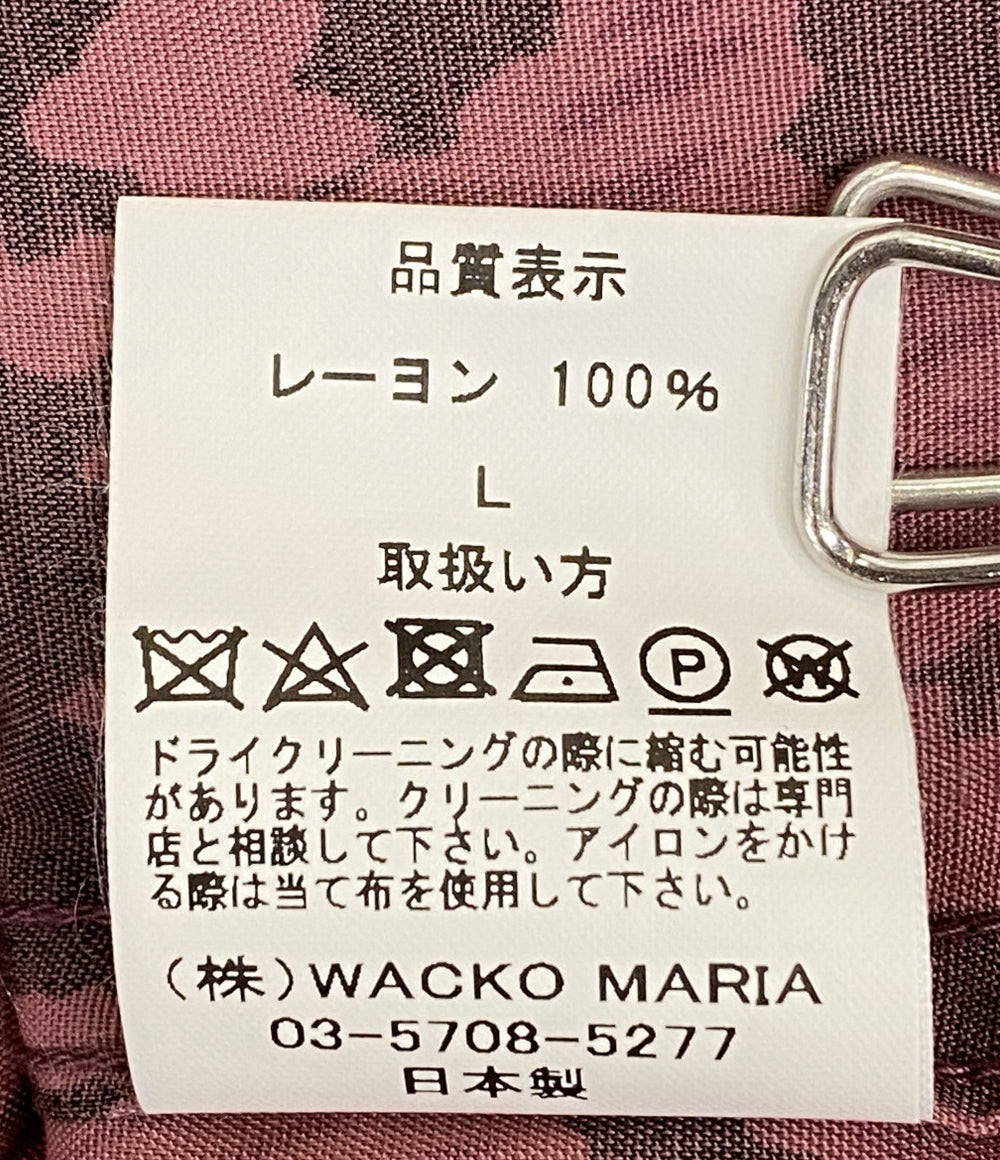 品質表示
レーヨン 100%
L
取扱い方
P W
ドライクリーニングの際に縮む可能性
があります。クリーニングの際は専門
店と相談して下さい。アイロンをかけ
る際は当て布を使用して下さい。
(株)WACKO MARIA
03-5708-5277
日本製